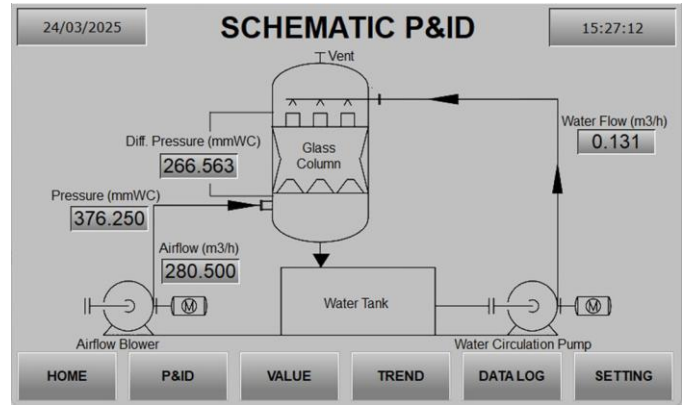 24/03/2025
SCHEMATIC P&ID
15:27:12
Vent
Water Flow (m3/h)
0.131
Diff. Pressure (mmWC)
266.563
Glass
Column
Pressure (mmWC)
376.250
Airflow (m3/h)
280.500
M
Water Tank
M
Airflow Blower
Water Circulation Pump
HOME
P&ID
VALUE
TREND
DATA LOG
SETTING